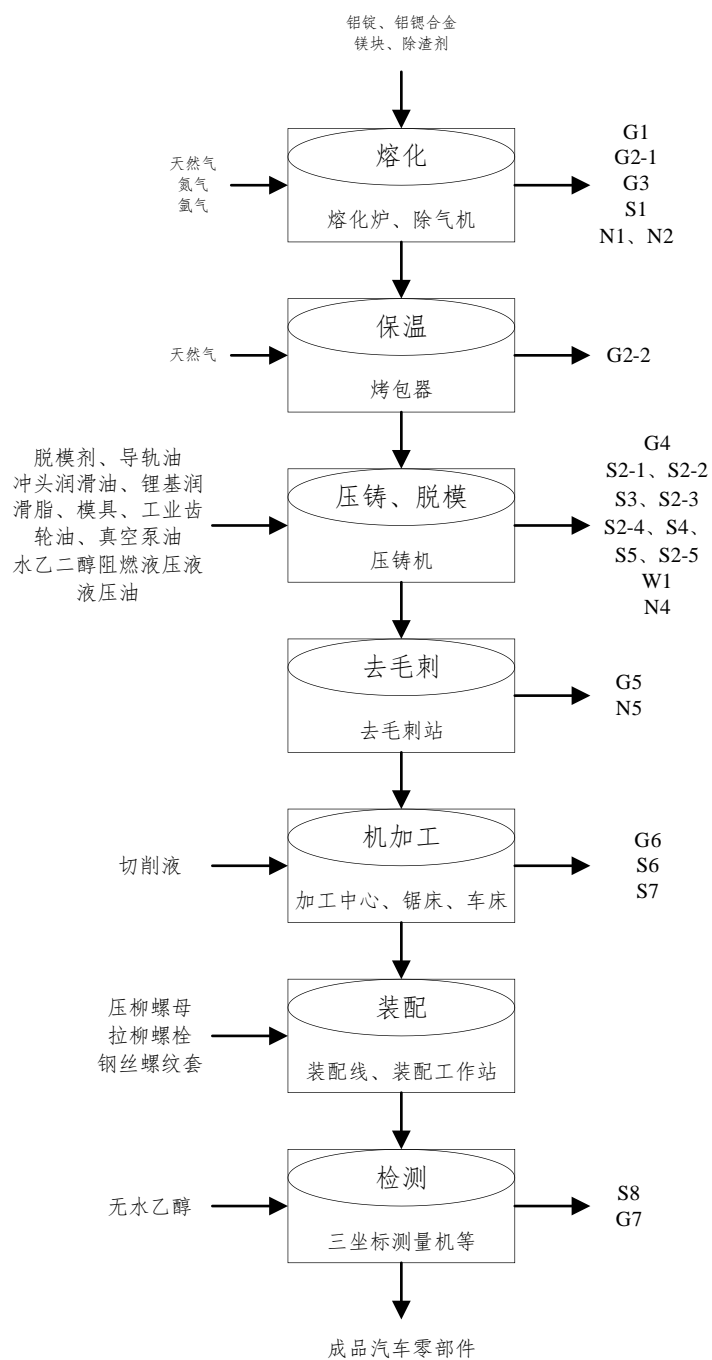 铝锭、铝锶合金
镁块、除渣剂
熔化
天然气
氮气
氩气
熔化炉、除气机
G1
G2-1
G3
S1
N1、N2
保温
天然气
烤包器
G2-2
脱模剂、导轨油
冲头润滑油、锂基润
滑脂、模具、工业齿
轮油、真空泵油
水乙二醇阻燃液压液
液压油
压铸、脱模
压铸机
G4
S2-1、S2-2
S3、S2-3
S2-4、S4、
S5、S2-5
W1
N4
去毛刺
去毛刺站
G5
N5
机加工
切削液
加工中心、锯床、车床
G6
S6
S7
压柳螺母
拉柳螺栓
钢丝螺纹套
装配
装配线、装配工作站
检测
无水乙醇
三坐标测量机等
S8
G7
成品汽车零部件